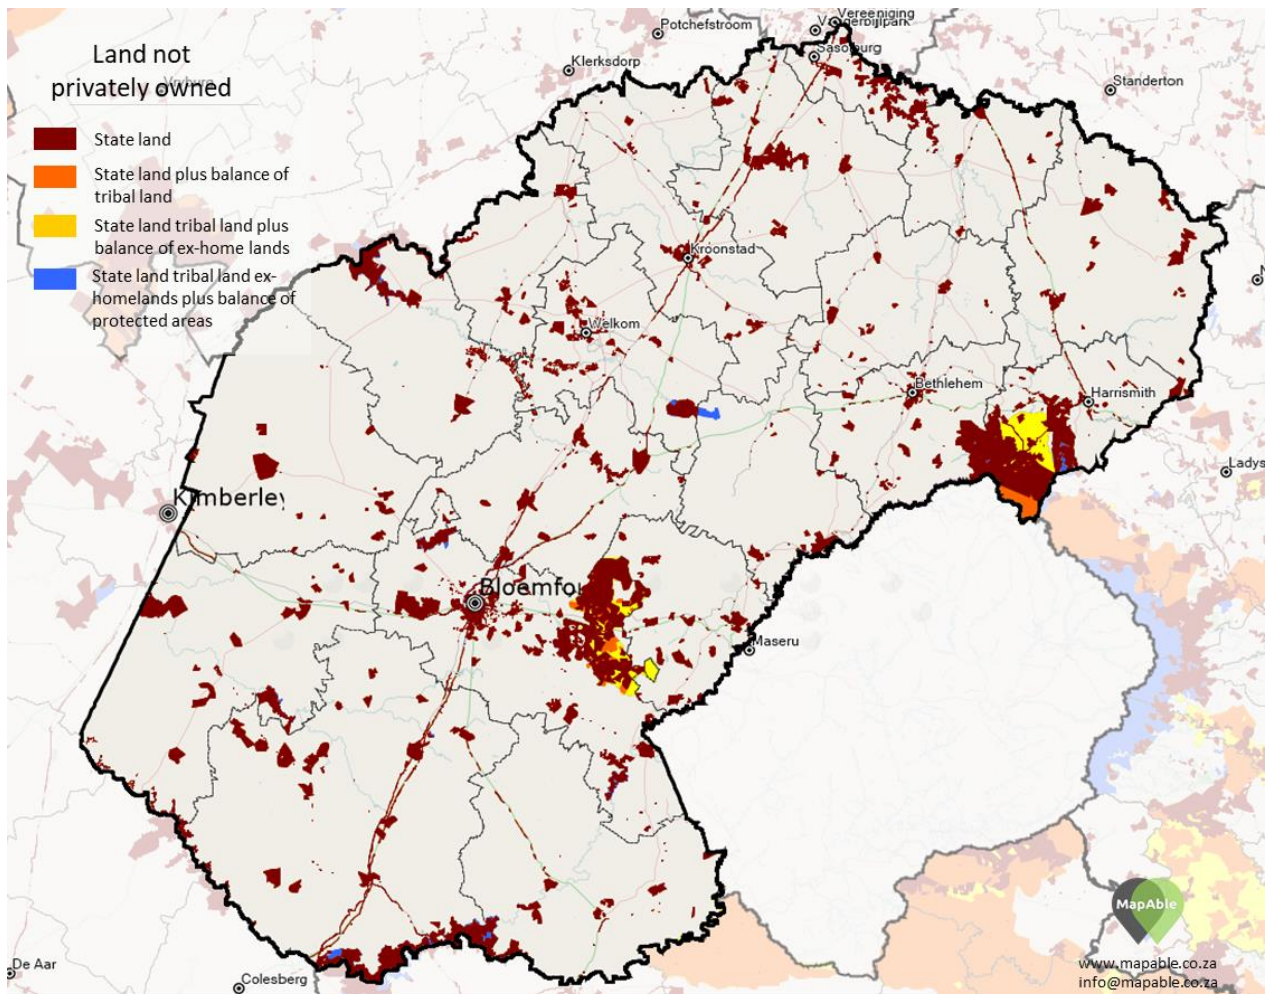 Land not
privately owned
Vryburg
State land
State land plus balance of
tribal land
State land tribal land plus
balance of ex-home lands
State land tribal land ex-
homelands plus balance of
protected areas
Potchefstroom
Vereeniging
Sasolburg
Klerksdorp
Standerton
Kroonstad
Welkom
Bethlehem
Harrismith
Ladys
Kimberley
Bloemfo
Maseru
De Aar
Colesberg
MapAble
www.mapable.co.za
info@mapable.co.za